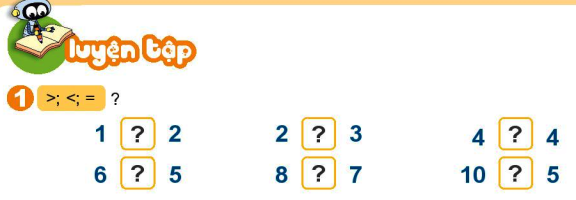 luyện tập
1 >; <; = ?
1 ? 2 2 ? 3 4 ? 4
6 ? 5 8 ? 7 10 ? 5